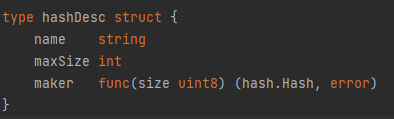 type hashDesc struct {
    name    string
    maxSize int
    maker   func(size uint8) (hash.Hash, error)
}